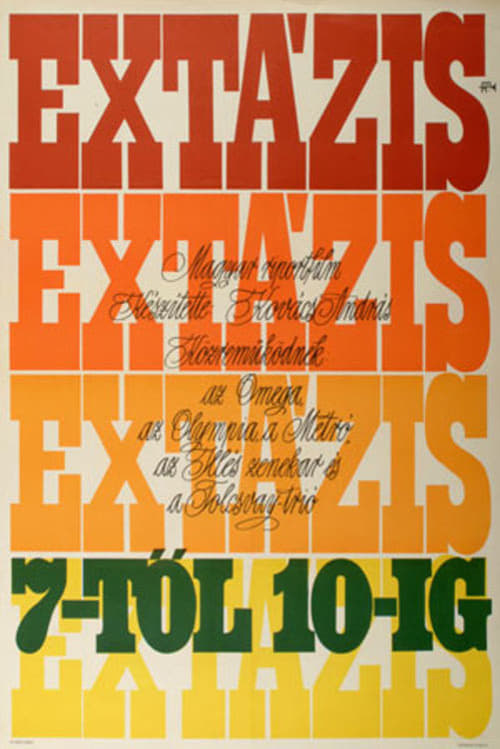 EXTÁZIS
EXTÁZIS
Magyar riportfilm
Készítette Kovács András
Közreműködnek:
az Omega,
az Olympia, a Metró,
az Illés zenekar és
a Tolcsvay-trió
EXTÁZIS
7-TŐL 10-IG
EXTÁZIS